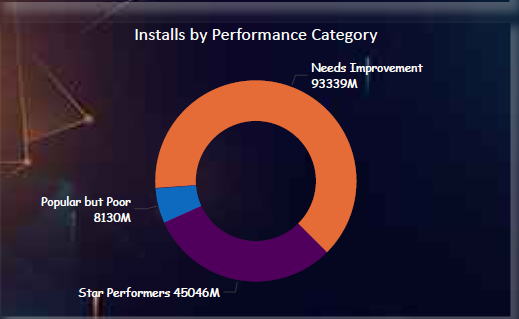 Installs by Performance Category
Needs Improvement
93339M
Popular but Poor
8130M
Star Performers 45046M